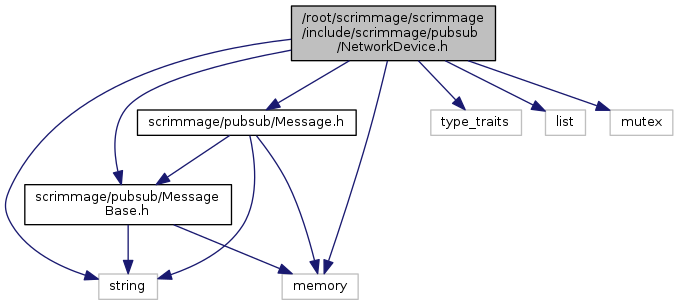 /root/scrimmage/scrimmage
/include/scrimmage/pubsub
/NetworkDevice.h
scrimmage/pubsub/Message.h
type_traits
list
mutex
scrimmage/pubsub/Message
Base.h
string
memory